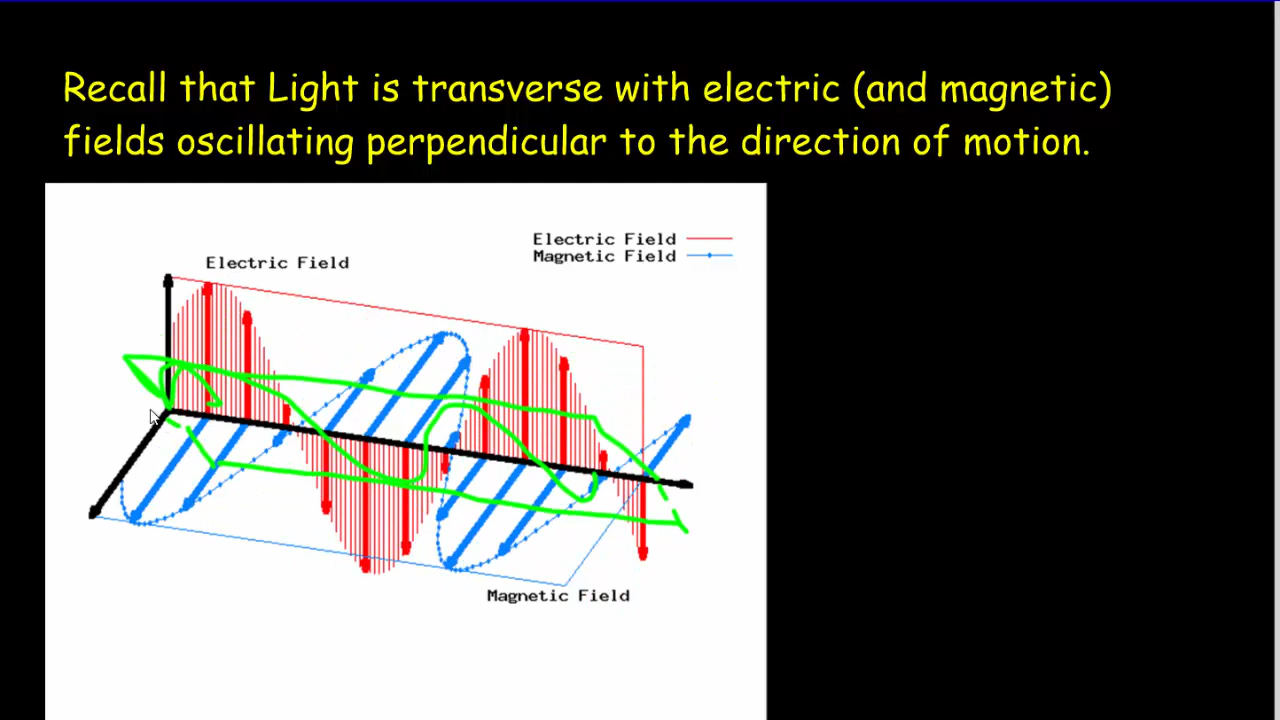 Recall that Light is transverse with electric (and magnetic)
fields oscillating perpendicular to the direction of motion.
Electric Field
Magnetic Field
Electric Field
Magnetic Field